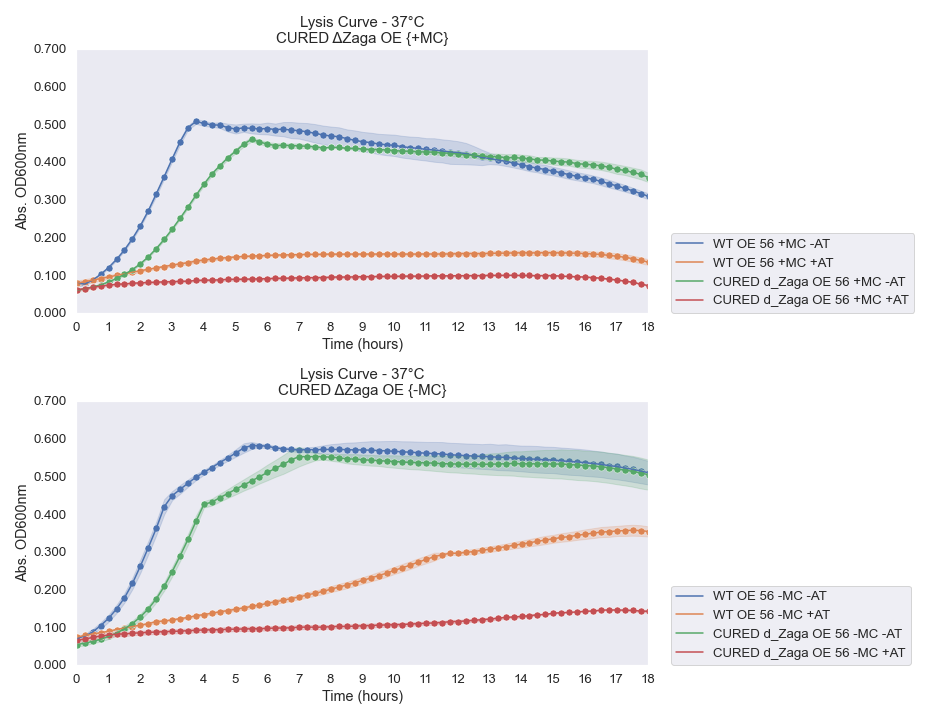 Lysis Curve - 37°C
CURED ΔZaga OE {+MC}
0.700
0.600
0.500
0.400
0.300
0.200
0.100
0.000
Abs. OD600nm
0 1 2 3 4 5 6 7 8 9 10 11 12 13 14 15 16 17 18
Time (hours)
WT OE 56 +MC -AT
WT OE 56 +MC +AT
CURED d_Zaga OE 56 +MC -AT
CURED d_Zaga OE 56 +MC +AT
Lysis Curve - 37°C
CURED ΔZaga OE {-MC}
0.700
0.600
0.500
0.400
0.300
0.200
0.100
0.000
Abs. OD600nm
0 1 2 3 4 5 6 7 8 9 10 11 12 13 14 15 16 17 18
Time (hours)
WT OE 56 -MC -AT
WT OE 56 -MC +AT
CURED d_Zaga OE 56 -MC -AT
CURED d_Zaga OE 56 -MC +AT